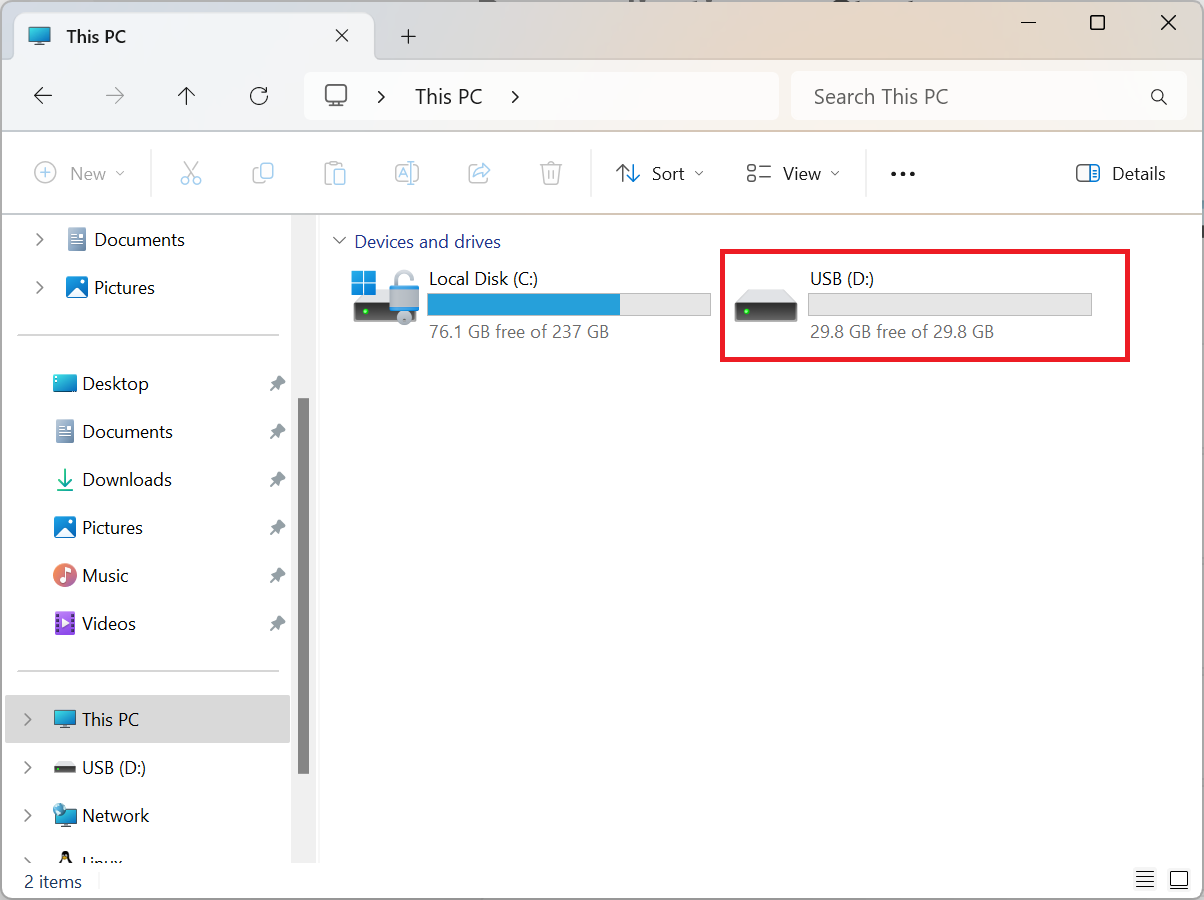 This PC
This PC
Search This PC
New
Sort
View
Details
Documents
Pictures
Desktop
Documents
Downloads
Pictures
Music
Videos
This PC
USB (D:)
Network
Linux
2 items
Devices and drives
Local Disk (C:)
76.1 GB free of 237 GB
USB (D:)
29.8 GB free of 29.8 GB